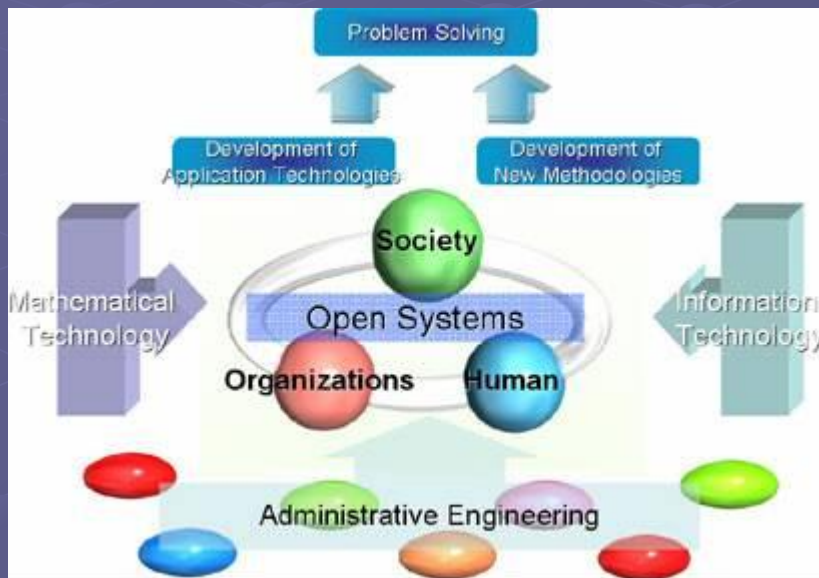 Problem Solving
Development of
Application Technologies
Development of
New Methodologies
Society
Mathematical
Technology
Open Systems
Information
Technology
Organizations
Human
Administrative Engineering